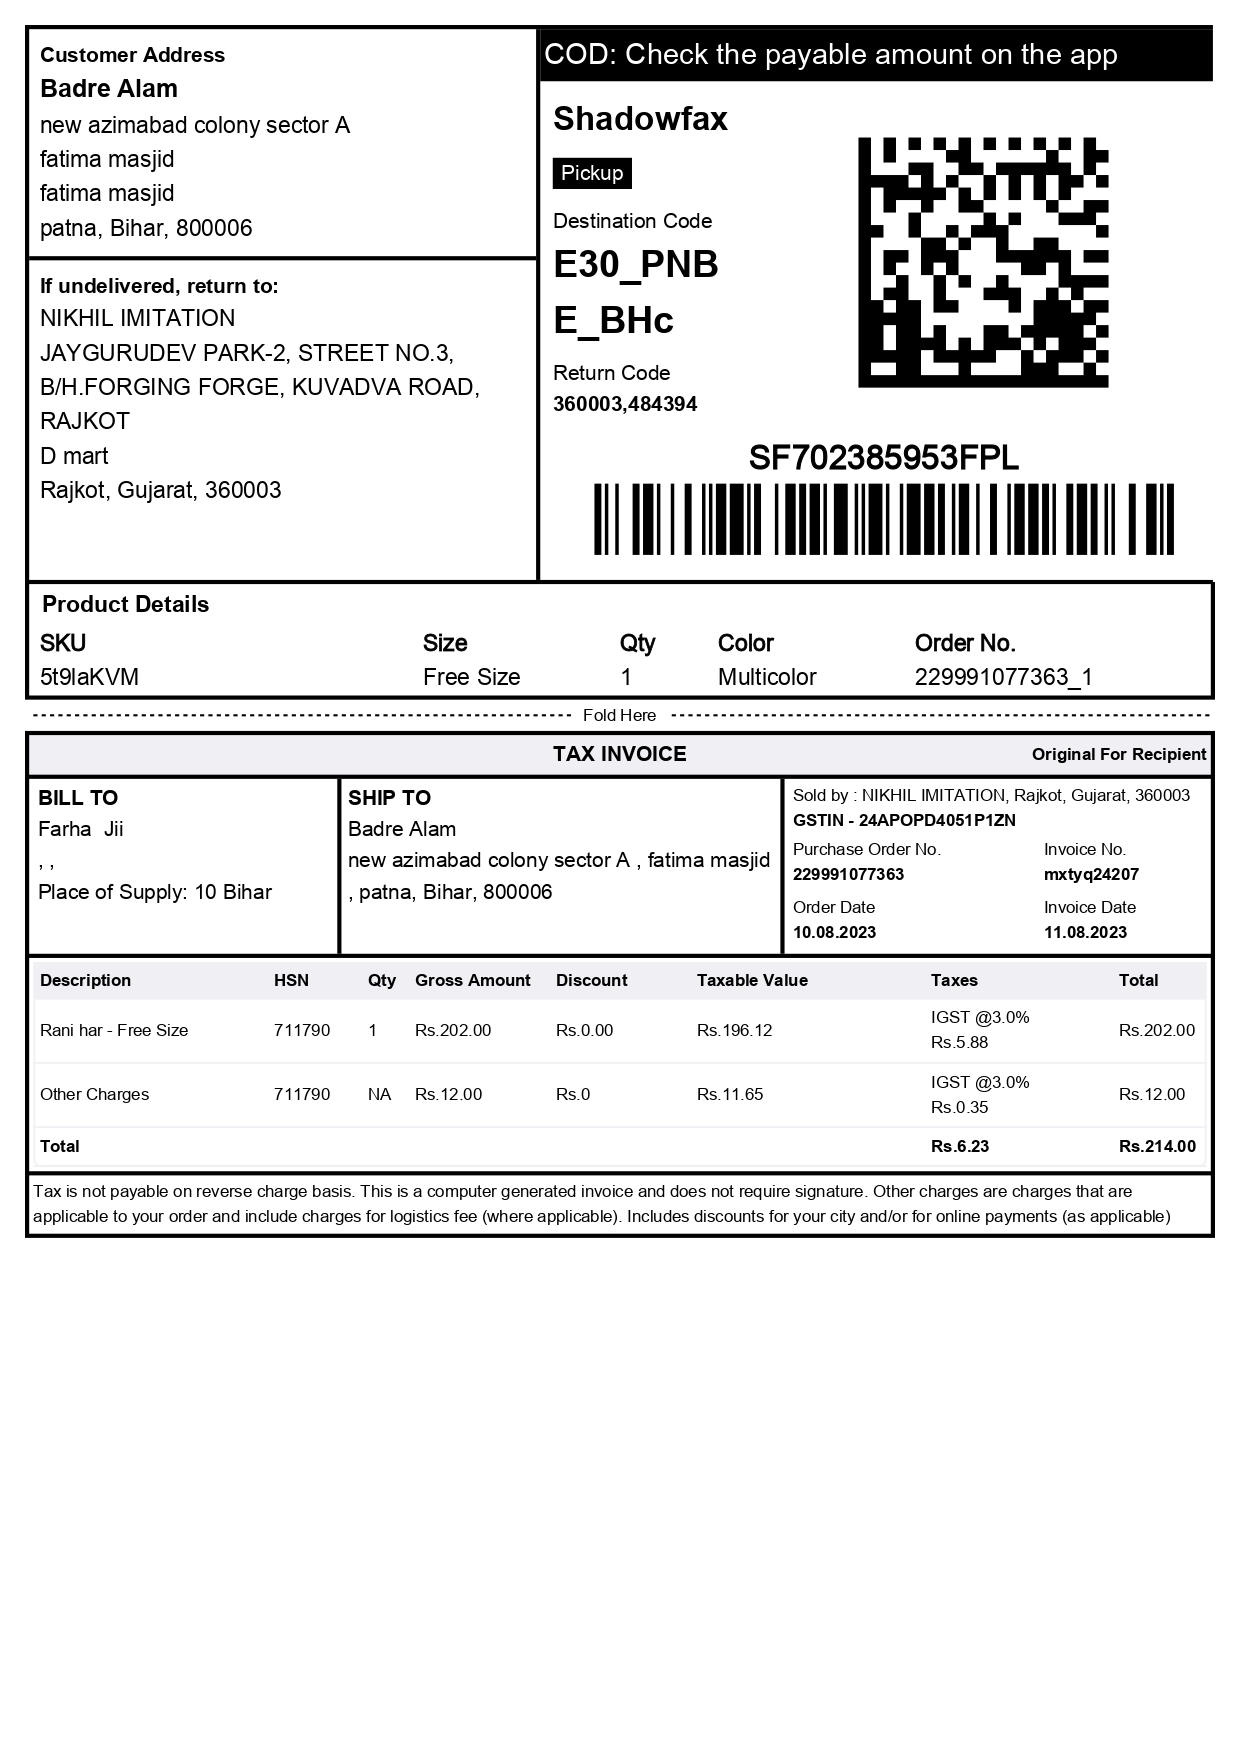 Customer Address
Badre Alam
new azimabad colony sector A
fatima masjid
fatima masjid
patna, Bihar, 800006
If undelivered, return to:
NIKHIL IMITATION
JAYGURUDEV PARK-2, STREET NO.3,
B/H.FORGING FORGE, KUVADVA ROAD,
RAJKOT
D mart
Rajkot, Gujarat, 360003
COD: Check the payable amount on the app
Shadowfax
Pickup
Destination Code
E30_PNB
E_BHc
Return Code
360003,484394
SF702385953FPL
Product Details
SKU Size Qty Color Order No.
5t9laKVM Free Size 1 Multicolor 229991077363_1
Fold Here
TAX INVOICE Original For Recipient
BILL TO
Farha Jii
, ,
Place of Supply: 10 Bihar
SHIP TO
Badre Alam
new azimabad colony sector A , fatima masjid
, patna, Bihar, 800006
Sold by : NIKHIL IMITATION, Rajkot, Gujarat, 360003
GSTIN - 24APOPD4051P1ZN
Purchase Order No. Invoice No.
229991077363 mxtyq24207
Order Date Invoice Date
10.08.2023 11.08.2023
Description HSN Qty Gross Amount Discount Taxable Value Taxes Total
Rani har - Free Size 711790 1 Rs.202.00 Rs.0.00 Rs.196.12 IGST @3.0% Rs.5.88 Rs.202.00
Other Charges 711790 NA Rs.12.00 Rs.0 Rs.11.65 IGST @3.0% Rs.0.35 Rs.12.00
Total Rs.6.23 Rs.214.00
Tax is not payable on reverse charge basis. This is a computer generated invoice and does not require signature. Other charges are charges that are
applicable to your order and include charges for logistics fee (where applicable). Includes discounts for your city and/or for online payments (as applicable)